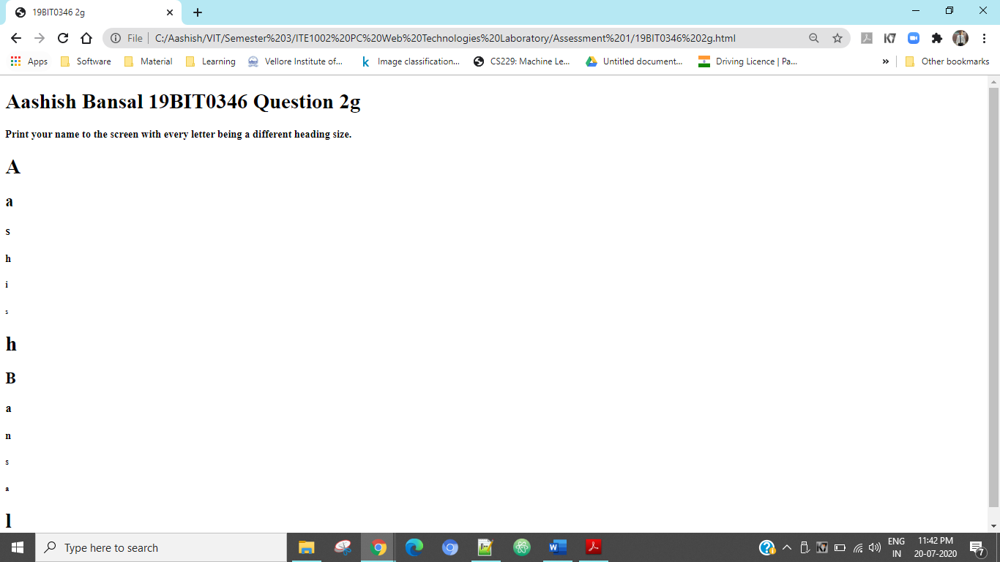 19BIT0346 2g
File C:/Aashish/VIT/Semester%203/ITE1002%20PC%20Web%20Technologies%20Laboratory/Assessment%201/19BIT0346%202g.html
Apps Software Material Learning Vellore Institute of... Image classification... CS229: Machine Le... Untitled document... Driving Licence | Pa... » Other bookmarks
Aashish Bansal 19BIT0346 Question 2g
Print your name to the screen with every letter being a different heading size.
A
a
s
h
i
s
h
B
a
n
s
a
l
Type here to search
ENG
IN
11:42 PM
20-07-2020
7